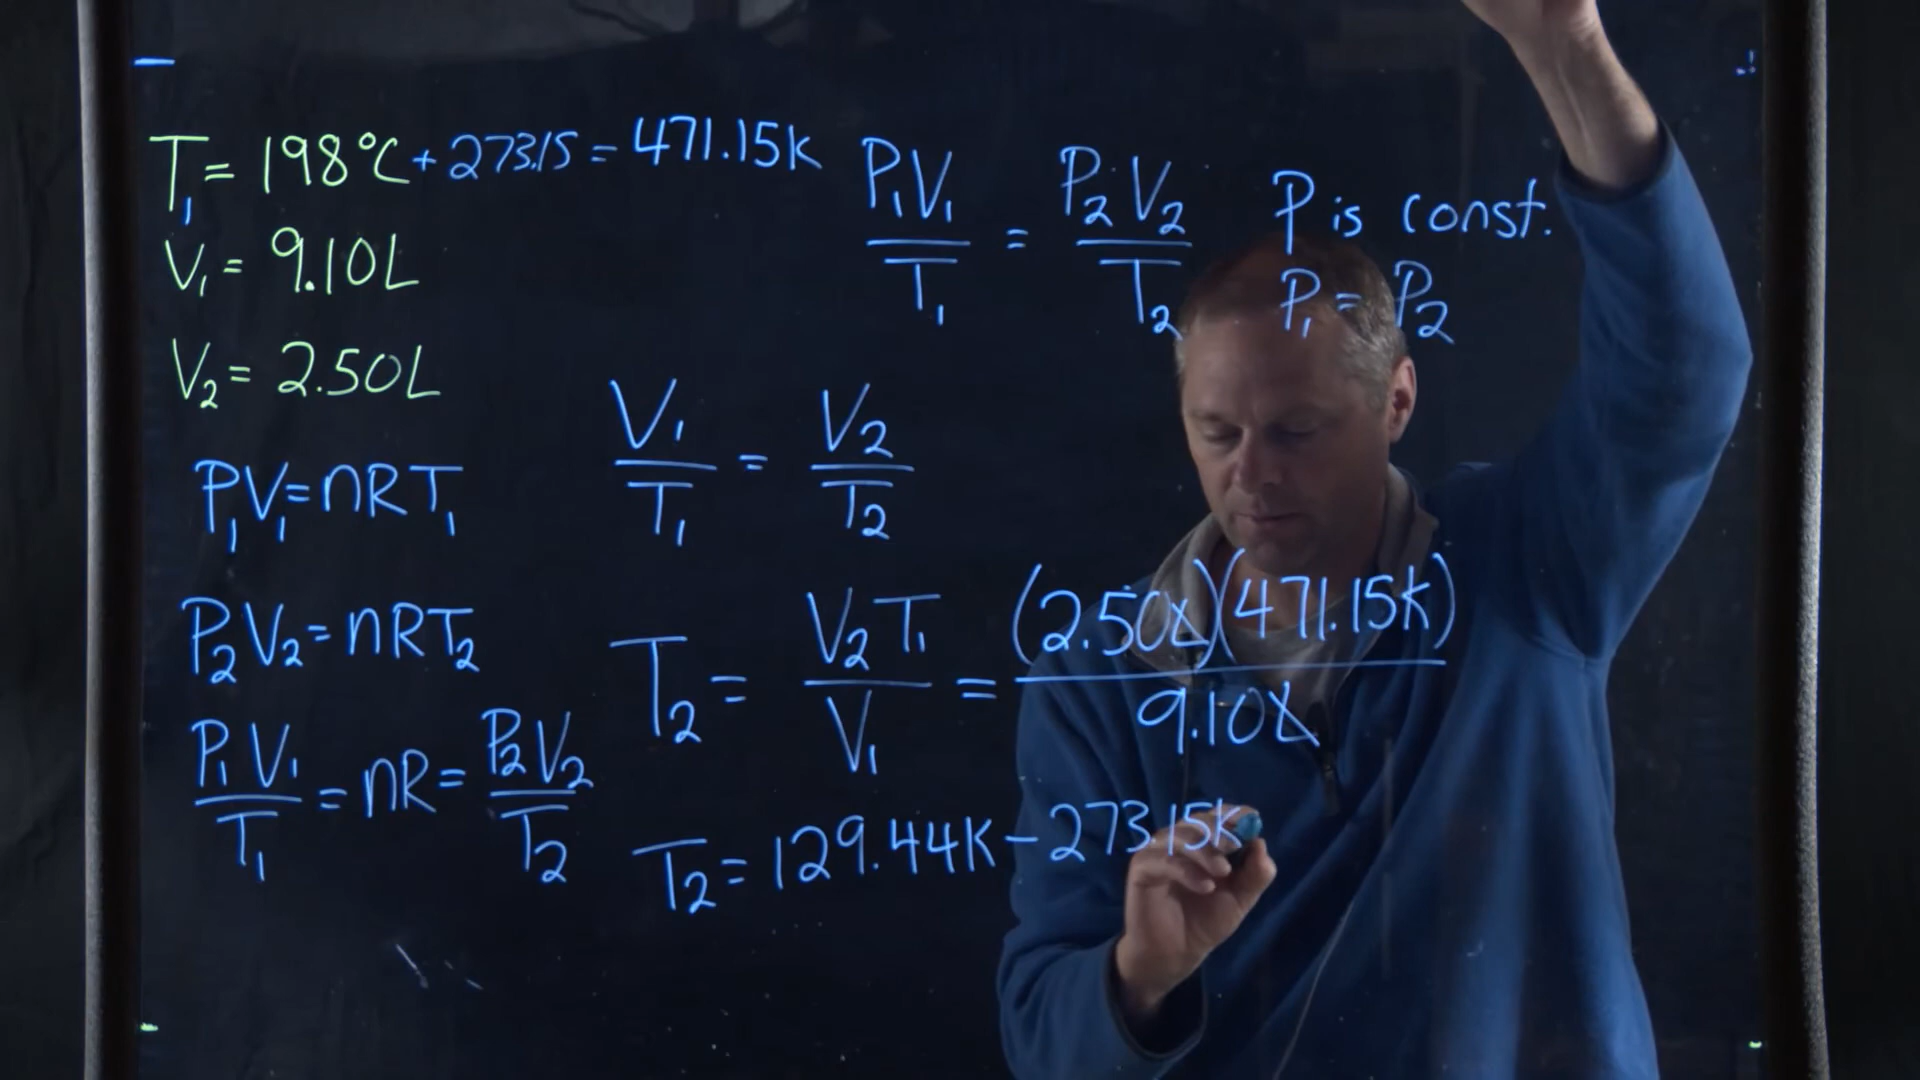 T₁ = 198°C + 273.15 = 471.15K
V₁ = 9.10L
V₂ = 2.50L
P₁V₁ = nRT₁
P₂V₂ = nRT₂
P₁V₁/T₁ = nR = P₂V₂/T₂
P₁V₁/T₁ = P₂V₂/T₂
P is const.
P₁ = P₂
V₁/T₁ = V₂/T₂
T₂ = V₂T₁/V₁ = (2.50L)(471.15K)/9.10L
T₂ = 129.44K - 273.15K